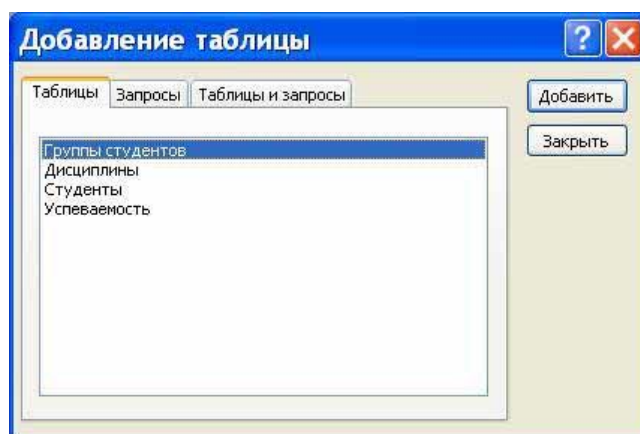 Добавление таблицы
Таблицы Запросы Таблицы и запросы
Добавить
Закрыть
Группы студентов
Дисциплины
Студенты
Успеваемость